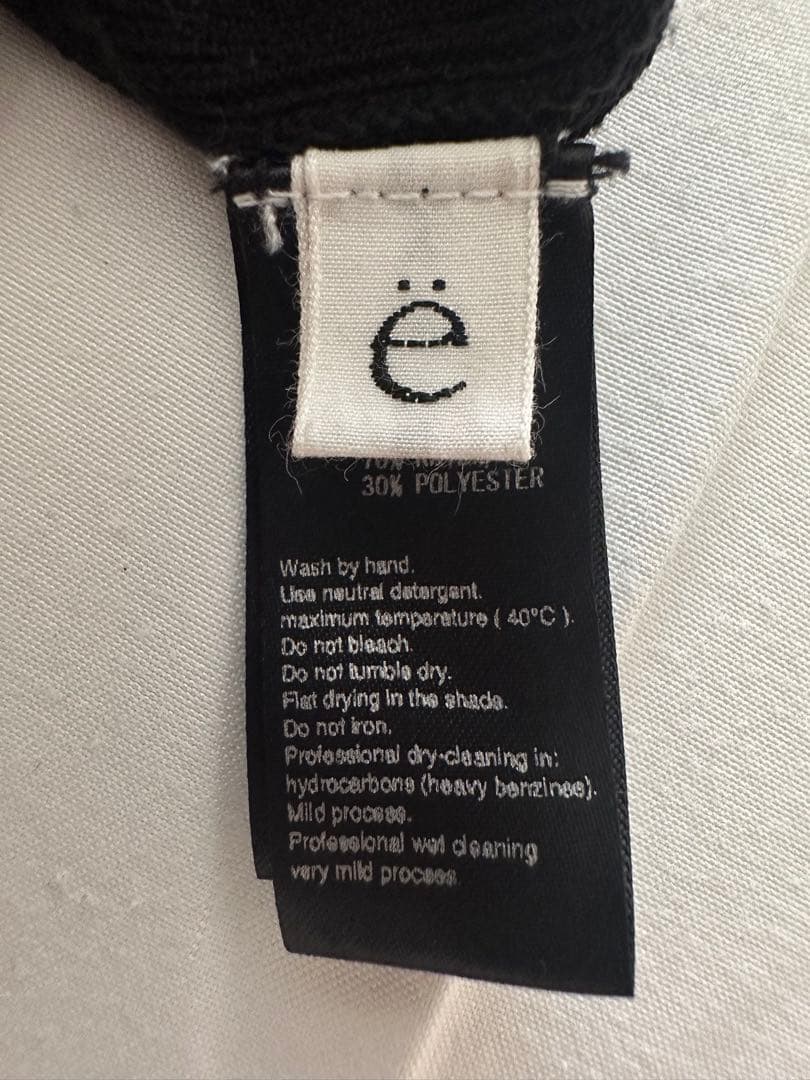 ë
30% POLYESTER
Wash by hand.
Use neutral detergent.
maximum temperature ( 40°C ).
Do not bleach.
Do not tumble dry.
Flat drying in the shade.
Do not iron.
Professional dry-cleaning in:
hydrocarbons (heavy benzines).
Mild process.
Professional wet cleaning
very mild process.